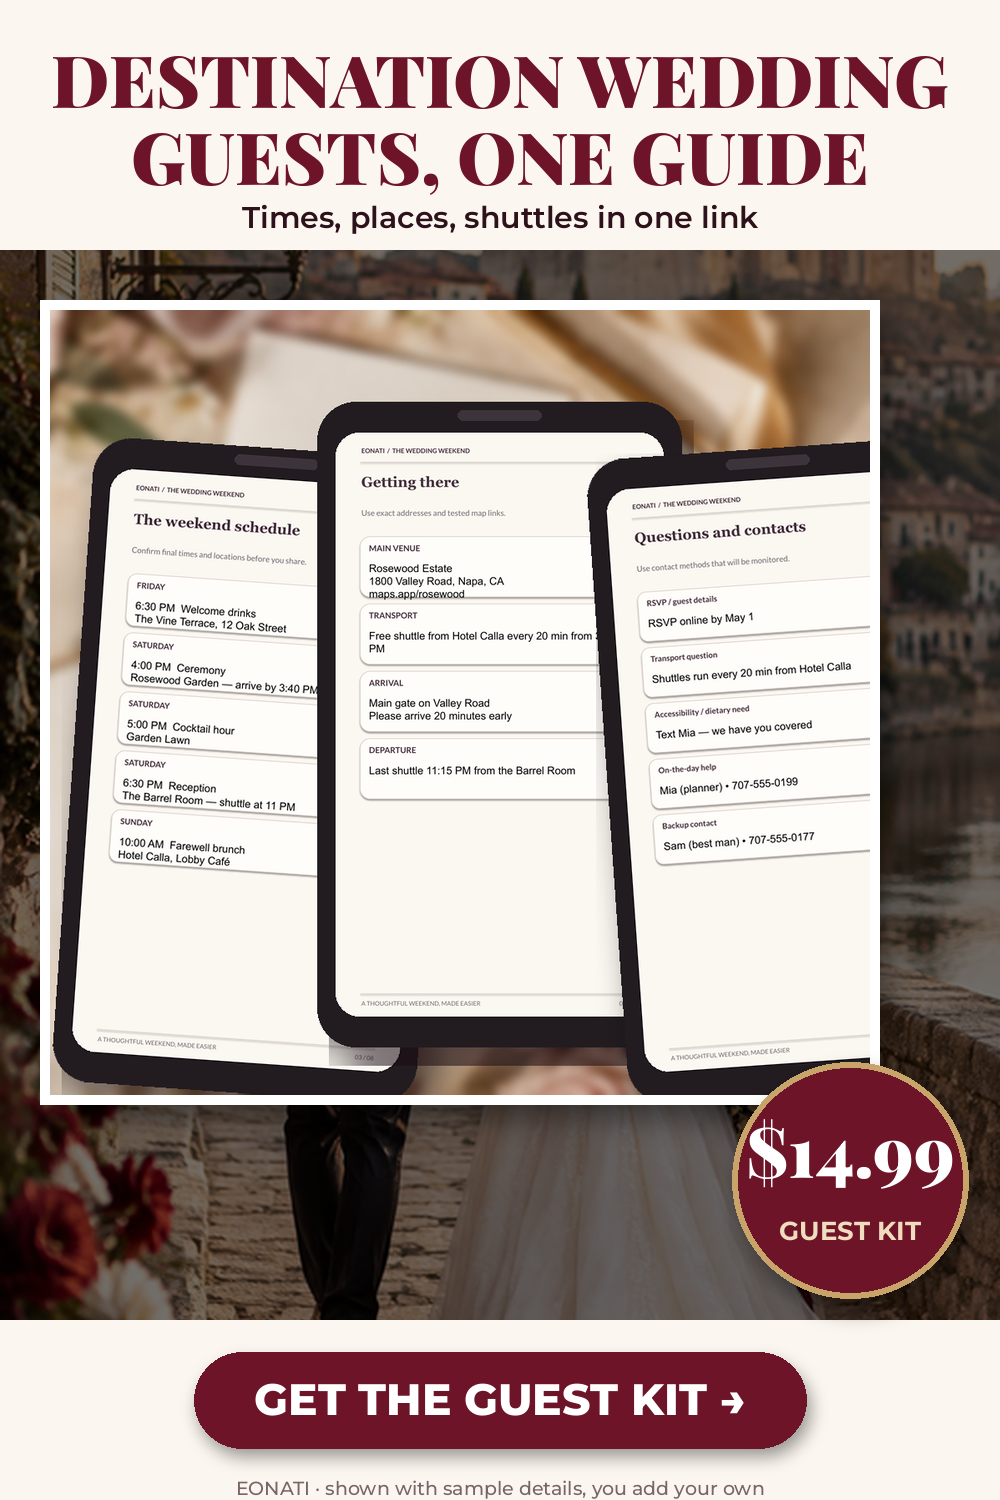 DESTINATION WEDDING
GUESTS, ONE GUIDE
Times, places, shuttles in one link
EONATI / THE WEDDING WEEKEND
The weekend schedule
Confirm final times and locations before you share.
FRIDAY
6:30 PM Welcome drinks
The Vine Terrace, 12 Oak Street
SATURDAY
4:00 PM Ceremony
Rosewood Garden — arrive by 3:40 PM
SATURDAY
5:00 PM Cocktail hour
Garden Lawn
SATURDAY
6:30 PM Reception
The Barrel Room — shuttle at 11 PM
SUNDAY
10:00 AM Farewell brunch
Hotel Calla, Lobby Café
A THOUGHTFUL WEEKEND, MADE EASIER
03 / 08
EONATI / THE WEDDING WEEKEND
Getting there
Use exact addresses and tested map links.
MAIN VENUE
Rosewood Estate
1800 Valley Road, Napa, CA
maps.app/rosewood
TRANSPORT
Free shuttle from Hotel Calla every 20 min from
PM
ARRIVAL
Main gate on Valley Road
Please arrive 20 minutes early
DEPARTURE
Last shuttle 11:15 PM from the Barrel Room
A THOUGHTFUL WEEKEND, MADE EASIER
EONATI / THE WEDDING WEEKEND
Questions and contacts
Use contact methods that will be monitored.
RSVP / guest details
RSVP online by May 1
Transport question
Shuttles run every 20 min from Hotel Calla
Accessibility / dietary need
Text Mia — we have you covered
On-the-day help
Mia (planner) • 707-555-0199
Backup contact
Sam (best man) • 707-555-0177
A THOUGHTFUL WEEKEND, MADE EASIER
$14.99
GUEST KIT
GET THE GUEST KIT →
EONATI · shown with sample details, you add your own